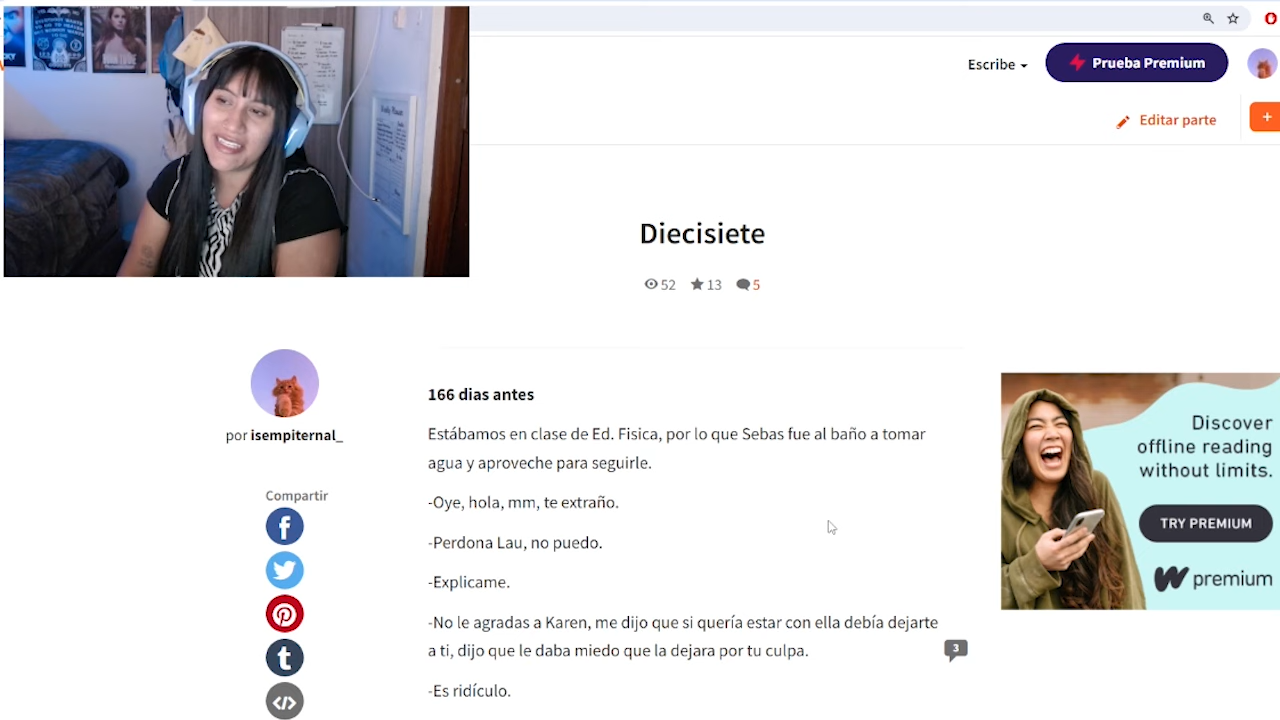 Escribe
Prueba Premium
Editar parte
+
Diecisiete
52 13 5
por isempiternal_
Compartir
166 dias antes
Estábamos en clase de Ed. Fisica, por lo que Sebas fue al baño a tomar
agua y aproveche para seguirle.
-Oye, hola, mm, te extraño.
-Perdona Lau, no puedo.
-Explicame.
-No le agradas a Karen, me dijo que si quería estar con ella debía dejarte
a ti, dijo que le daba miedo que la dejara por tu culpa.
3
-Es ridículo.
Discover
offline reading
without limits.
TRY PREMIUM
premium